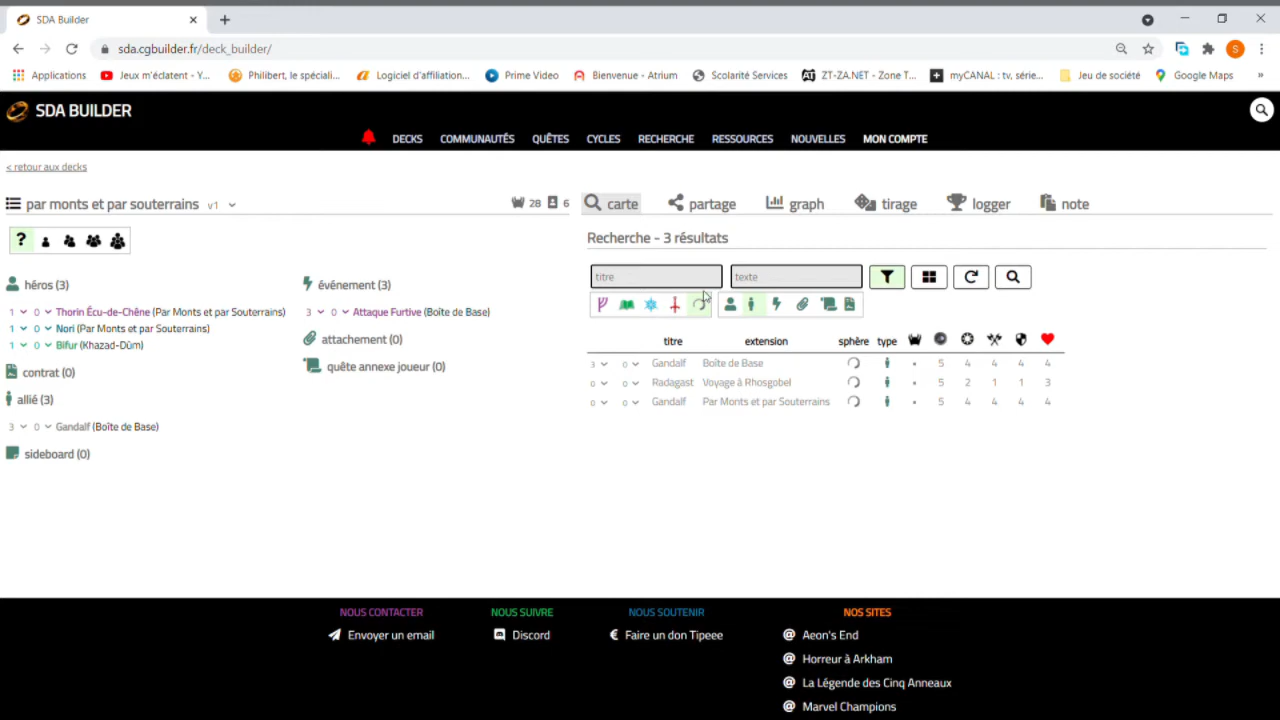 SDA Builder
sda.cgbuilder.fr/deck_builder/
S
Applications
Jeux m'éclatent - Y...
Philibert, le spéciali...
Logiciel d'affiliation...
Prime Video
Bienvenue - Atrium
Scolarité Services
ZT-ZA.NET - Zone T...
myCANAL : tv, série...
Jeu de société
Google Maps
»
SDA BUILDER
DECKS COMMUNAUTÉS QUÊTES CYCLES RECHERCHE RESSOURCES NOUVELLES MON COMPTE
< retour aux decks
par monts et par souterrains v1
28 6
carte partage graph tirage logger note
?
héros (3)
1 0 Thorin Écu-de-Chêne (Par Monts et par Souterrains)
1 0 Nori (Par Monts et par Souterrains)
1 0 Bifur (Khazad-Dûm)
contrat (0)
allié (3)
3 0 Gandalf (Boîte de Base)
sideboard (0)
événement (3)
3 0 Attaque Furtive (Boîte de Base)
attachement (0)
quête annexe joueur (0)
Recherche - 3 résultats
titre texte
titre extension sphère type
3 0 Gandalf Boîte de Base 5 4 4 4 4
0 0 Radagast Voyage à Rhosgobel 5 2 1 1 3
0 0 Gandalf Par Monts et par Souterrains 5 4 4 4 4
NOUS CONTACTER
Envoyer un email
NOUS SUIVRE
Discord
NOUS SOUTENIR
€ Faire un don Tipeee
NOS SITES
@ Aeon's End
@ Horreur à Arkham
@ La Légende des Cinq Anneaux
@ Marvel Champions